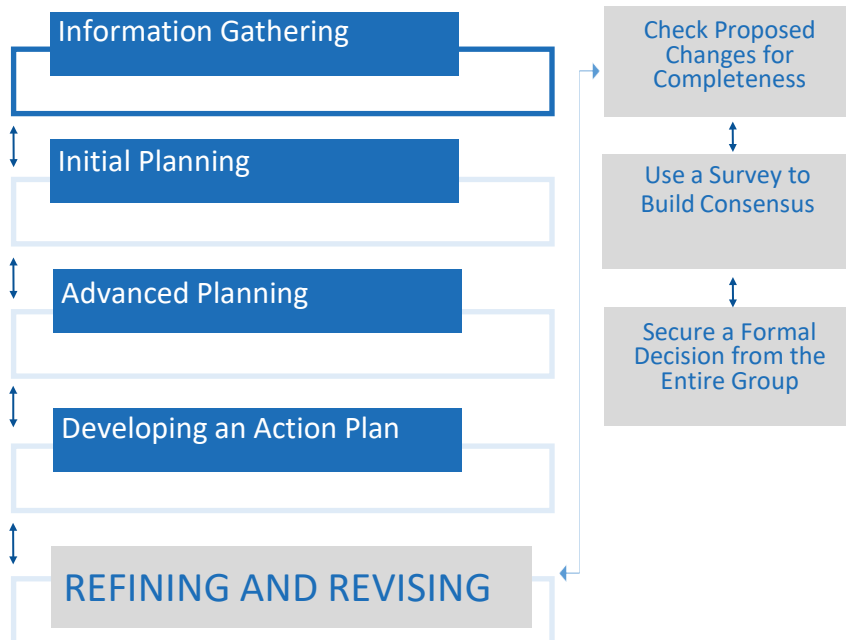 Information Gathering
Initial Planning
Advanced Planning
Developing an Action Plan
REFINING AND REVISING
Check Proposed
Changes for
Completeness
Use a Survey to
Build Consensus
Secure a Formal
Decision from the
Entire Group